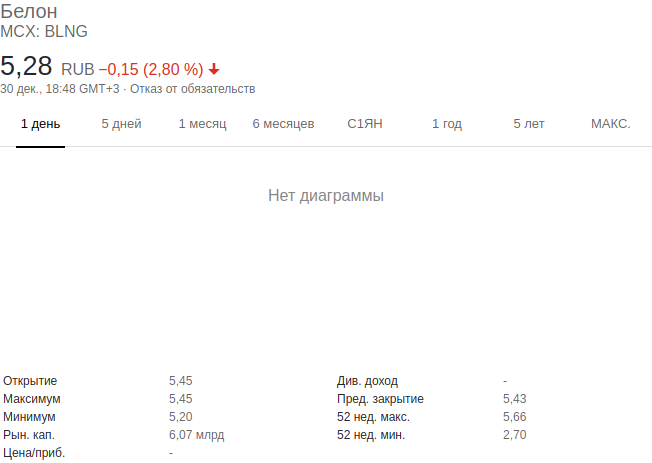 Белон
MCX: BLNG
5,28 RUB −0,15 (2,80 %)
30 дек., 18:48 GMT+3 · Отказ от обязательств
1 день 5 дней 1 месяц 6 месяцев С1ЯН 1 год 5 лет МАКС.
Нет диаграммы
Открытие 5,45 Див. доход -
Максимум 5,45 Пред. закрытие 5,43
Минимум 5,20 52 нед. макс. 5,66
Рын. кап. 6,07 млрд 52 нед. мин. 2,70
Цена/приб. -